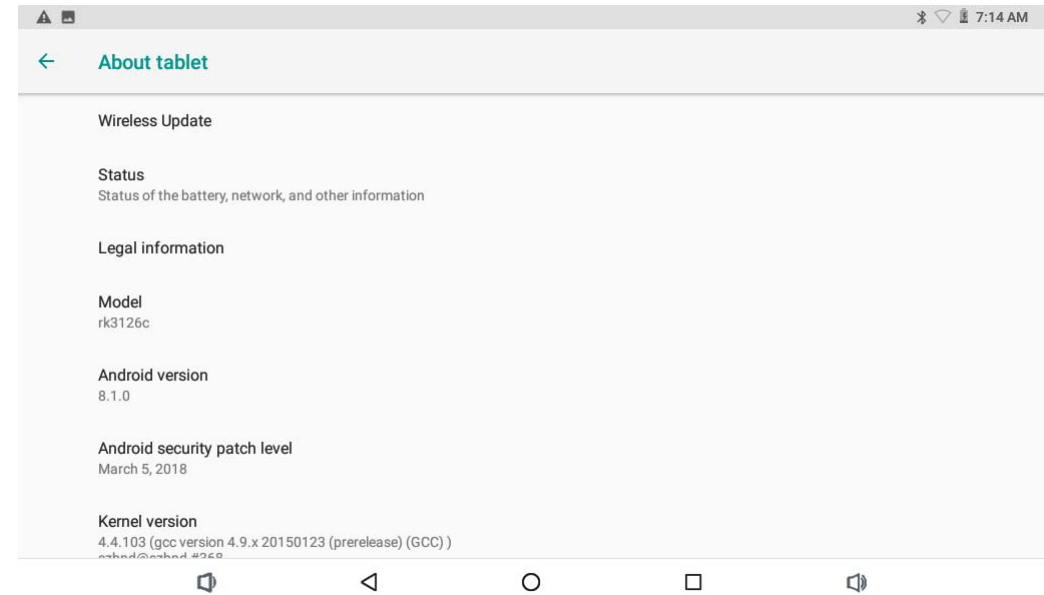 7:14 AM
About tablet
Wireless Update
Status
Status of the battery, network, and other information
Legal information
Model
rk3126c
Android version
8.1.0
Android security patch level
March 5, 2018
Kernel version
4.4.103 (gcc version 4.9.x 20150123 (prerelease) (GCC) )